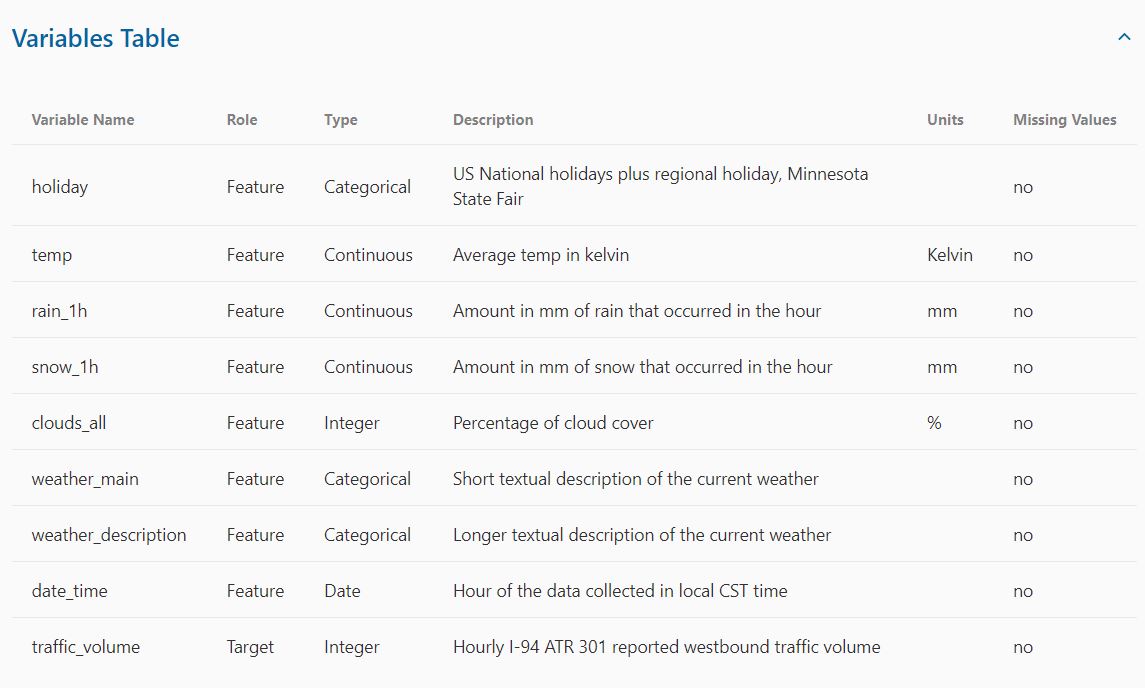 Variables Table
Variable Name Role Type Description Units Missing Values
holiday Feature Categorical US National holidays plus regional holiday, Minnesota
State Fair no
temp Feature Continuous Average temp in kelvin Kelvin no
rain_1h Feature Continuous Amount in mm of rain that occurred in the hour mm no
snow_1h Feature Continuous Amount in mm of snow that occurred in the hour mm no
clouds_all Feature Integer Percentage of cloud cover % no
weather_main Feature Categorical Short textual description of the current weather no
weather_description Feature Categorical Longer textual description of the current weather no
date_time Feature Date Hour of the data collected in local CST time no
traffic_volume Target Integer Hourly I-94 ATR 301 reported westbound traffic volume no